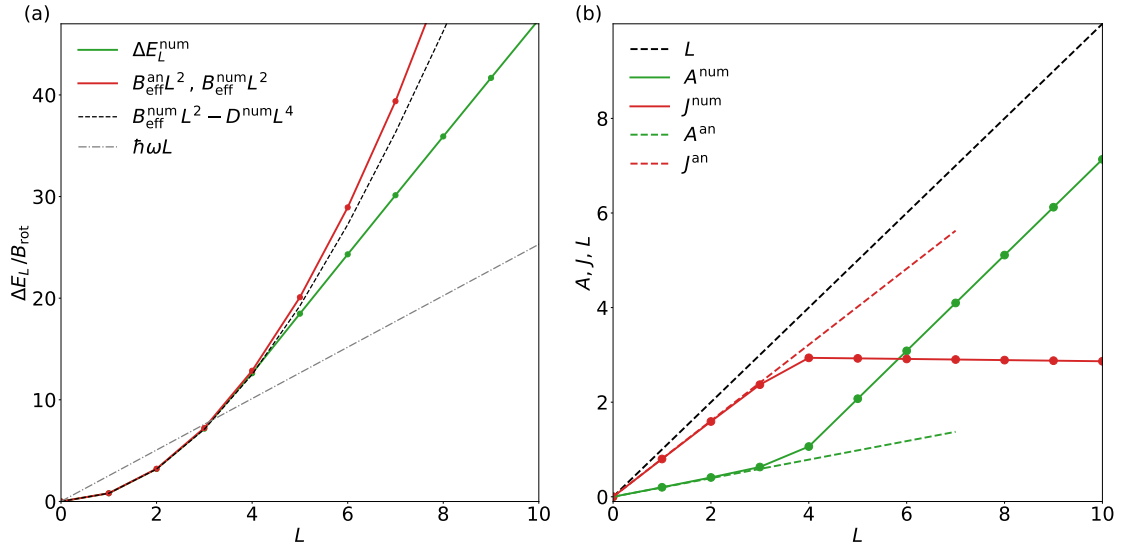 (a)
ΔE_L^num
B_eff^an L^2 , B_eff^num L^2
B_eff^num L^2 − D^num L^4
ħωL
ΔE_L/B_rot
0
10
20
30
40
0 2 4 6 8 10
L
(b)
L
A^num
J^num
A^an
J^an
A, J, L
0
2
4
6
8
0 2 4 6 8 10
L